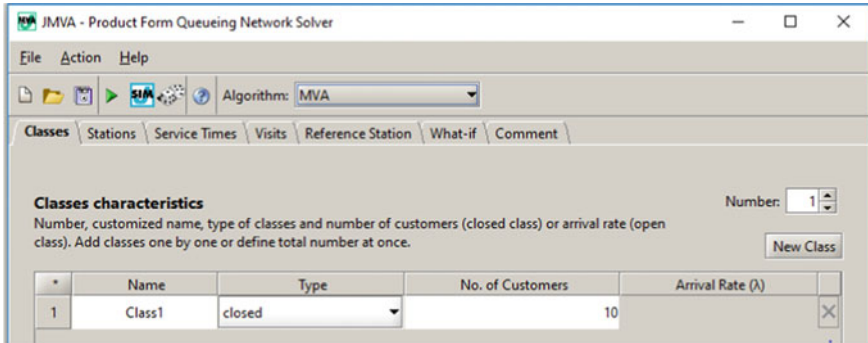 MVA JMVA - Product Form Queueing Network Solver
File Action Help
SIM Algorithm: MVA
Classes Stations Service Times Visits Reference Station What-if Comment
Classes characteristics
Number: 1
Number, customized name, type of classes and number of customers (closed class) or arrival rate (open
class). Add classes one by one or define total number at once.
New Class
* Name Type No. of Customers Arrival Rate (λ)
1 Class1 closed 10